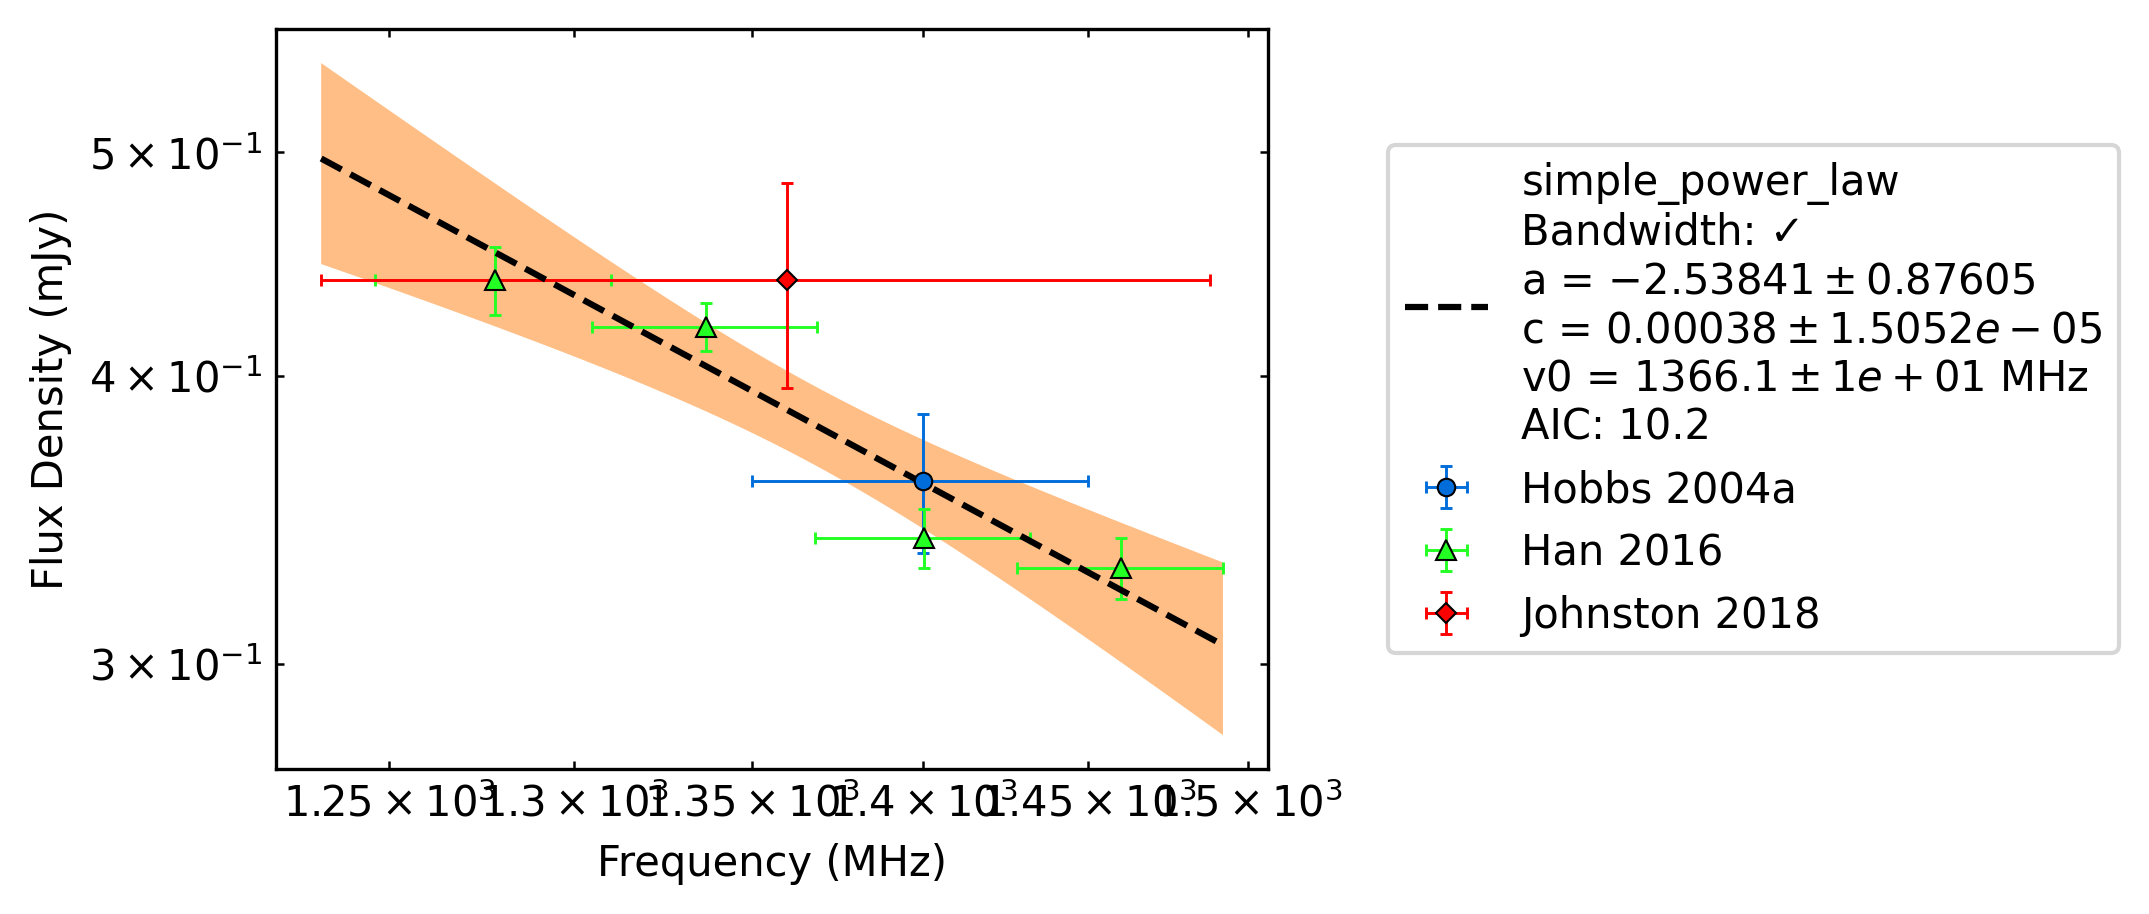 Flux Density (mJy)
5 × 10⁻¹
4 × 10⁻¹
3 × 10⁻¹
1.25 × 10³
1.3 × 10³
1.35 × 10³
1.4 × 10³
1.45 × 10³
1.5 × 10³
Frequency (MHz)
simple_power_law
Bandwidth: ✓
a = −2.53841 ± 0.87605
c = 0.00038 ± 1.5052e − 05
v0 = 1366.1 ± 1e + 01 MHz
AIC: 10.2
Hobbs 2004a
Han 2016
Johnston 2018